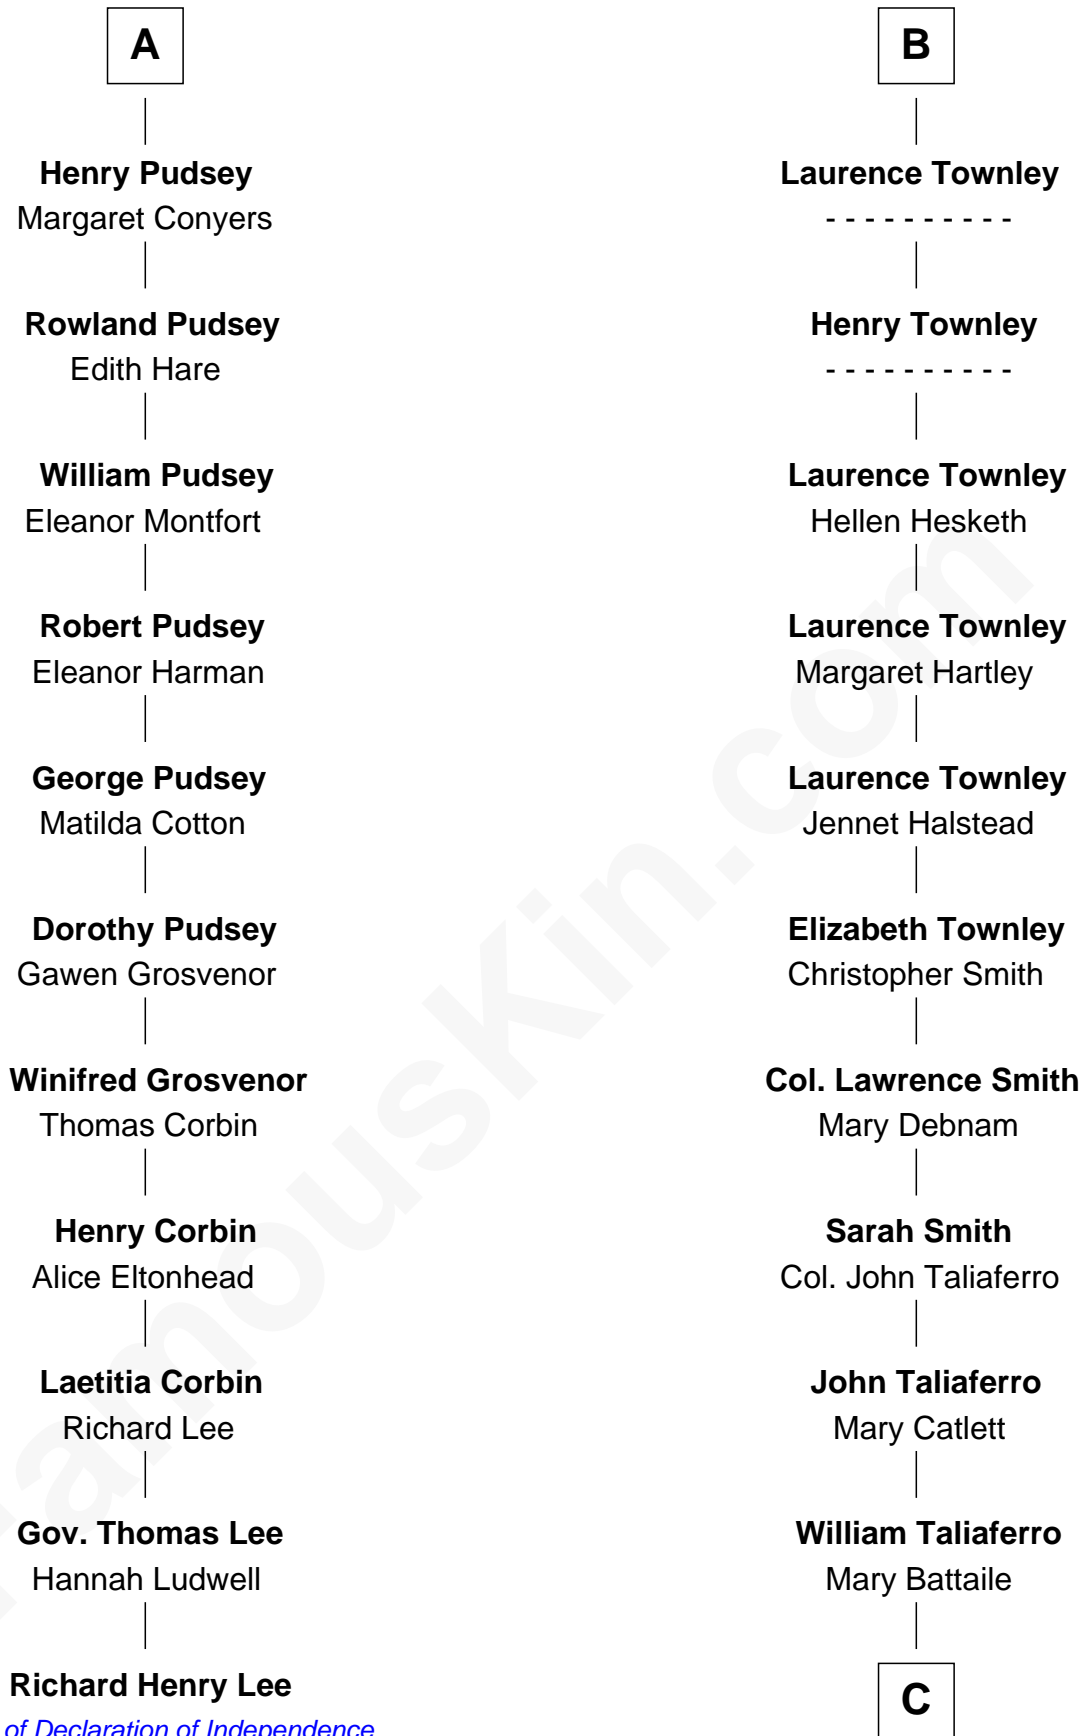 A
Henry Pudsey
Margaret Conyers
Rowland Pudsey
Edith Hare
William Pudsey
Eleanor Montfort
Robert Pudsey
Eleanor Harman
George Pudsey
Matilda Cotton
Dorothy Pudsey
Gawen Grosvenor
Winifred Grosvenor
Thomas Corbin
Henry Corbin
Alice Eltonhead
Laetitia Corbin
Richard Lee
Gov. Thomas Lee
Hannah Ludwell
Richard Henry Lee
of Declaration of Independence
B
Laurence Townley
- - - - - - - - - -
Henry Townley
- - - - - - - - - -
Laurence Townley
Hellen Hesketh
Laurence Townley
Margaret Hartley
Laurence Townley
Jennet Halstead
Elizabeth Townley
Christopher Smith
Col. Lawrence Smith
Mary Debnam
Sarah Smith
Col. John Taliaferro
John Taliaferro
Mary Catlett
William Taliaferro
Mary Battaile
C
FamousKin.com